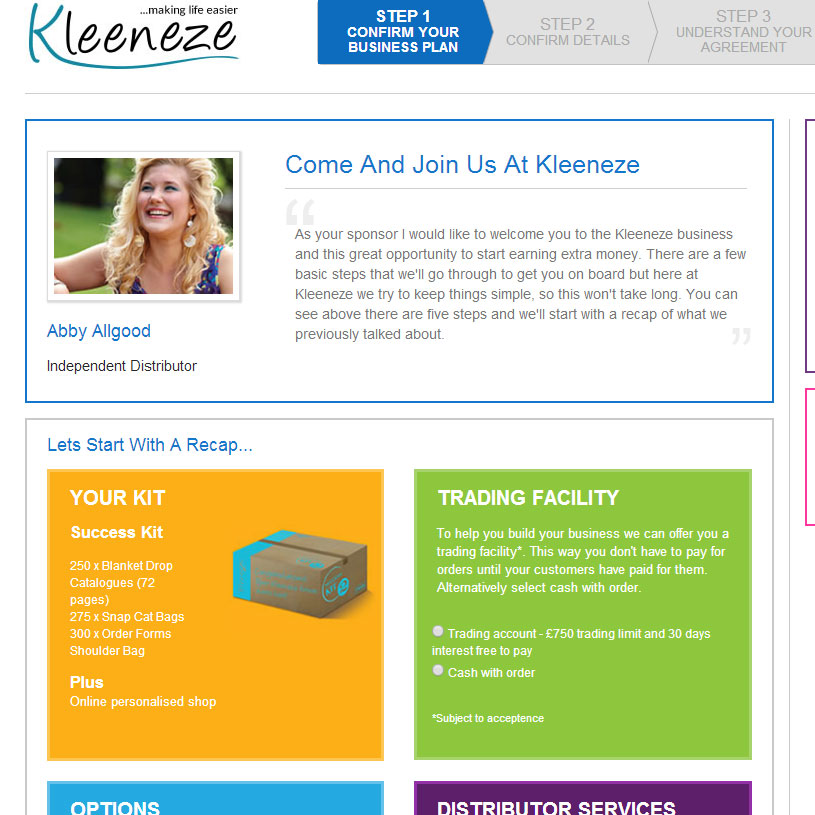 ...making life easier
Kleeneze
STEP 1
CONFIRM YOUR
BUSINESS PLAN
STEP 2
CONFIRM DETAILS
STEP 3
UNDERSTAND YOUR
AGREEMENT
Come And Join Us At Kleeneze
“
As your sponsor I would like to welcome you to the Kleeneze business
and this great opportunity to start earning extra money. There are a few
basic steps that we'll go through to get you on board but here at
Kleeneze we try to keep things simple, so this won't take long. You can
see above there are five steps and we'll start with a recap of what we
previously talked about.
”
Abby Allgood
Independent Distributor
Lets Start With A Recap...
YOUR KIT
Success Kit
250 x Blanket Drop
Catalogues (72
pages)
275 x Snap Cat Bags
300 x Order Forms
Shoulder Bag
Plus
Online personalised shop
KIT
TRADING FACILITY
To help you build your business we can offer you a
trading facility*. This way you don't have to pay for
orders until your customers have paid for them.
Alternatively select cash with order.
Trading account - £750 trading limit and 30 days
interest free to pay
Cash with order
*Subject to acceptence
OPTIONS
DISTRIBUTOR SERVICES